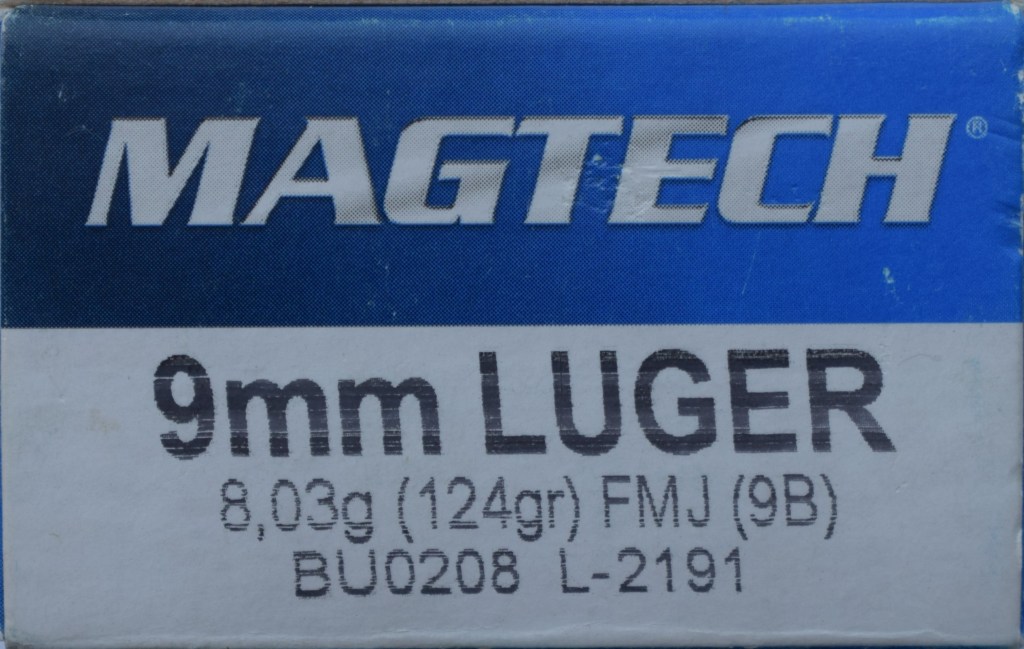 MAGTECH®
9mm LUGER
8,03g (124gr) FMJ (9B)
BU0208 L-2191